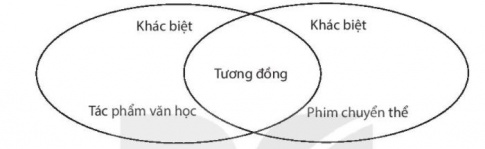 Khác biệt
Khác biệt
Tương đồng
Tác phẩm văn học
Phim chuyển thể